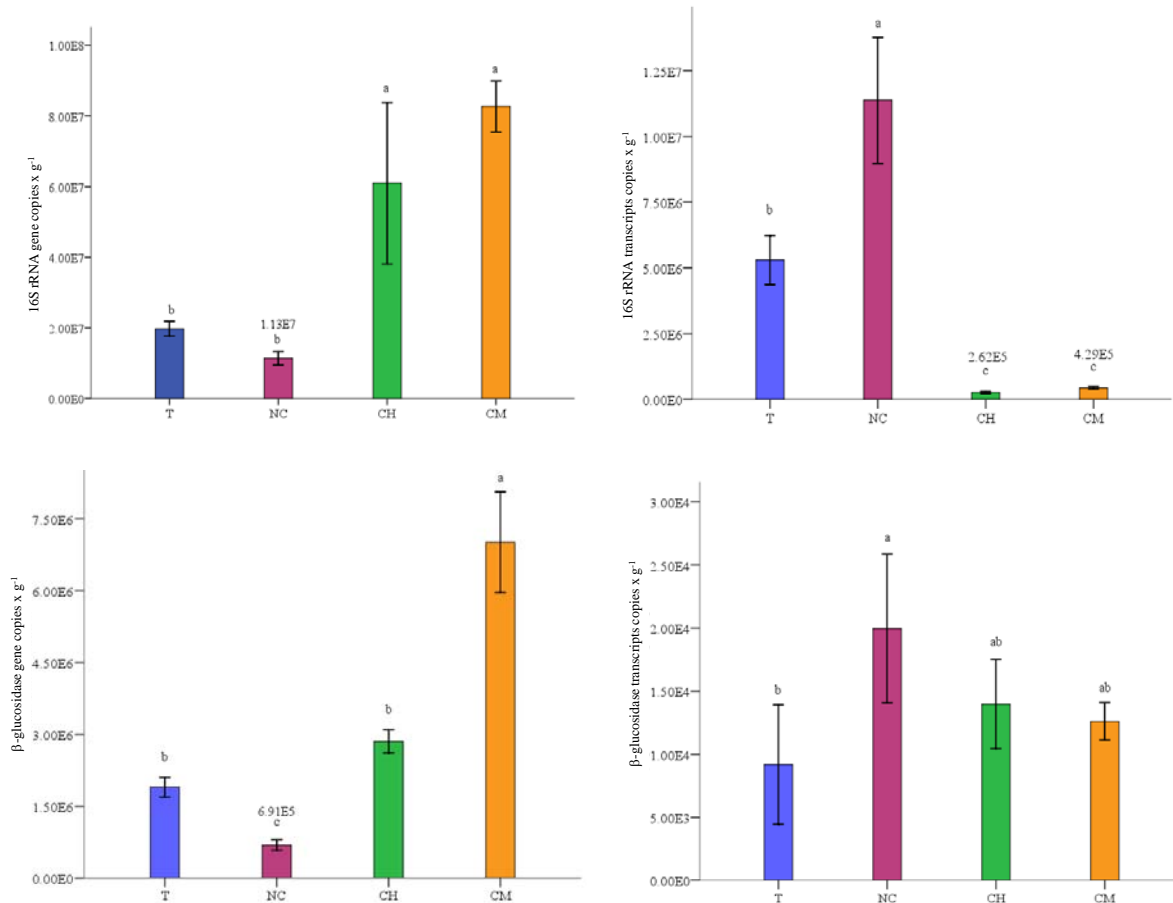 16S rRNA gene copies x g⁻¹
1.00E8
8.00E7
6.00E7
4.00E7
2.00E7
0.00E0
b
1.13E7
b
a
a
T NC CH CM
16S rRNA transcripts copies x g⁻¹
1.25E7
1.00E7
7.50E6
5.00E6
2.50E6
0.00E0
b
a
2.62E5
c
4.29E5
c
T NC CH CM
β-glucosidase gene copies x g⁻¹
7.50E6
6.00E6
4.50E6
3.00E6
1.50E6
0.00E0
b
6.91E5
c
b
a
T NC CH CM
β-glucosidase transcripts copies x g⁻¹
3.00E4
2.50E4
2.00E4
1.50E4
1.00E4
5.00E3
0.00E0
b
a
ab
ab
T NC CH CM